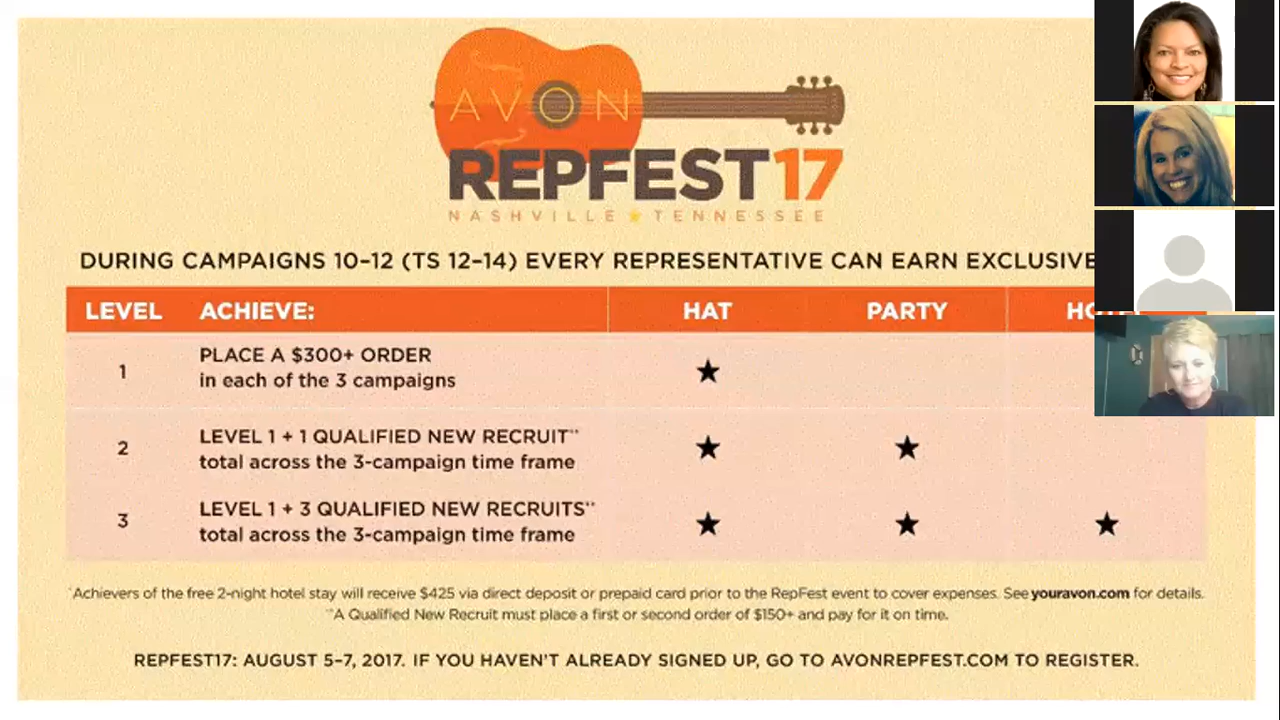 AVON
REPFEST17
NASHVILLE ★ TENNESSEE
DURING CAMPAIGNS 10–12 (TS 12–14) EVERY REPRESENTATIVE CAN EARN EXCLUSIVE
LEVEL ACHIEVE: HAT PARTY
1 PLACE A $300+ ORDER
in each of the 3 campaigns ★
2 LEVEL 1 + 1 QUALIFIED NEW RECRUIT**
total across the 3-campaign time frame ★ ★
3 LEVEL 1 + 3 QUALIFIED NEW RECRUITS**
total across the 3-campaign time frame ★ ★ ★
*Achievers of the free 2-night hotel stay will receive $425 via direct deposit or prepaid card prior to the RepFest event to cover expenses. See youravon.com for details.
**A Qualified New Recruit must place a first or second order of $150+ and pay for it on time.
REPFEST17: AUGUST 5–7, 2017. IF YOU HAVEN'T ALREADY SIGNED UP, GO TO AVONREPFEST.COM TO REGISTER.